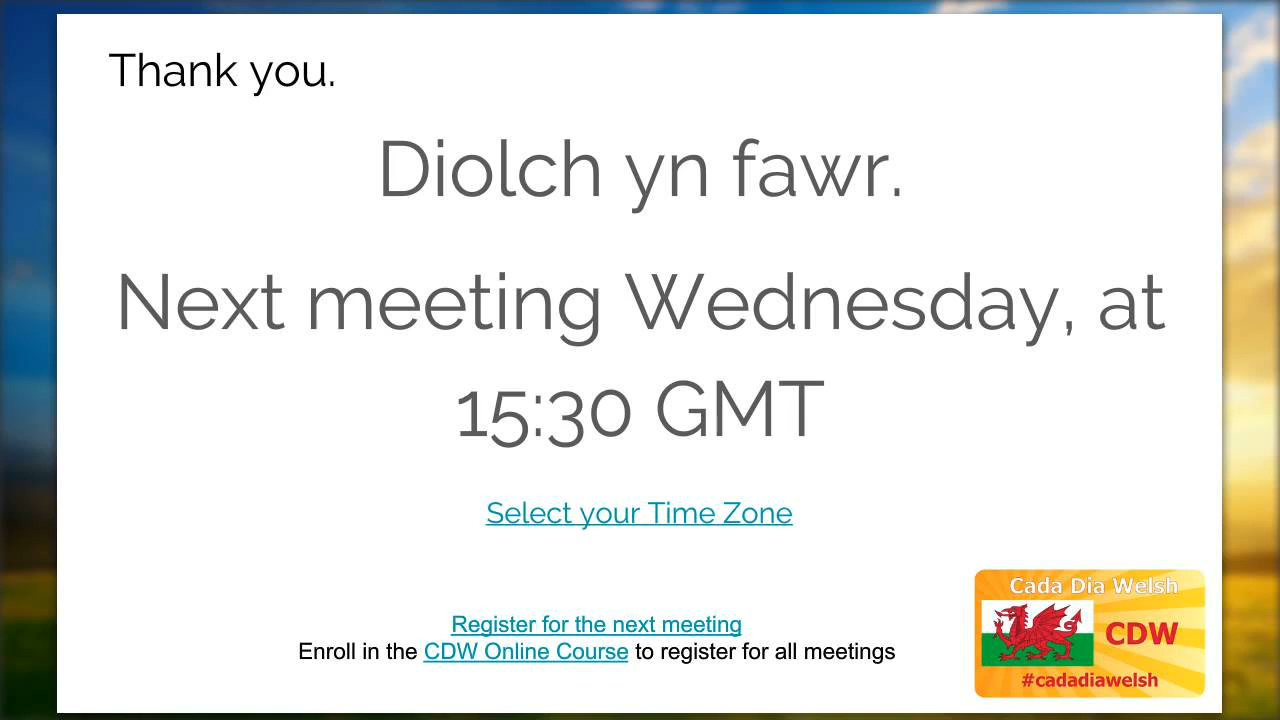 Thank you.
Diolch yn fawr.
Next meeting Wednesday, at
15:30 GMT
Select your Time Zone
Register for the next meeting
Enroll in the CDW Online Course to register for all meetings
Cada Dia Welsh
CDW
#cadadiawelsh